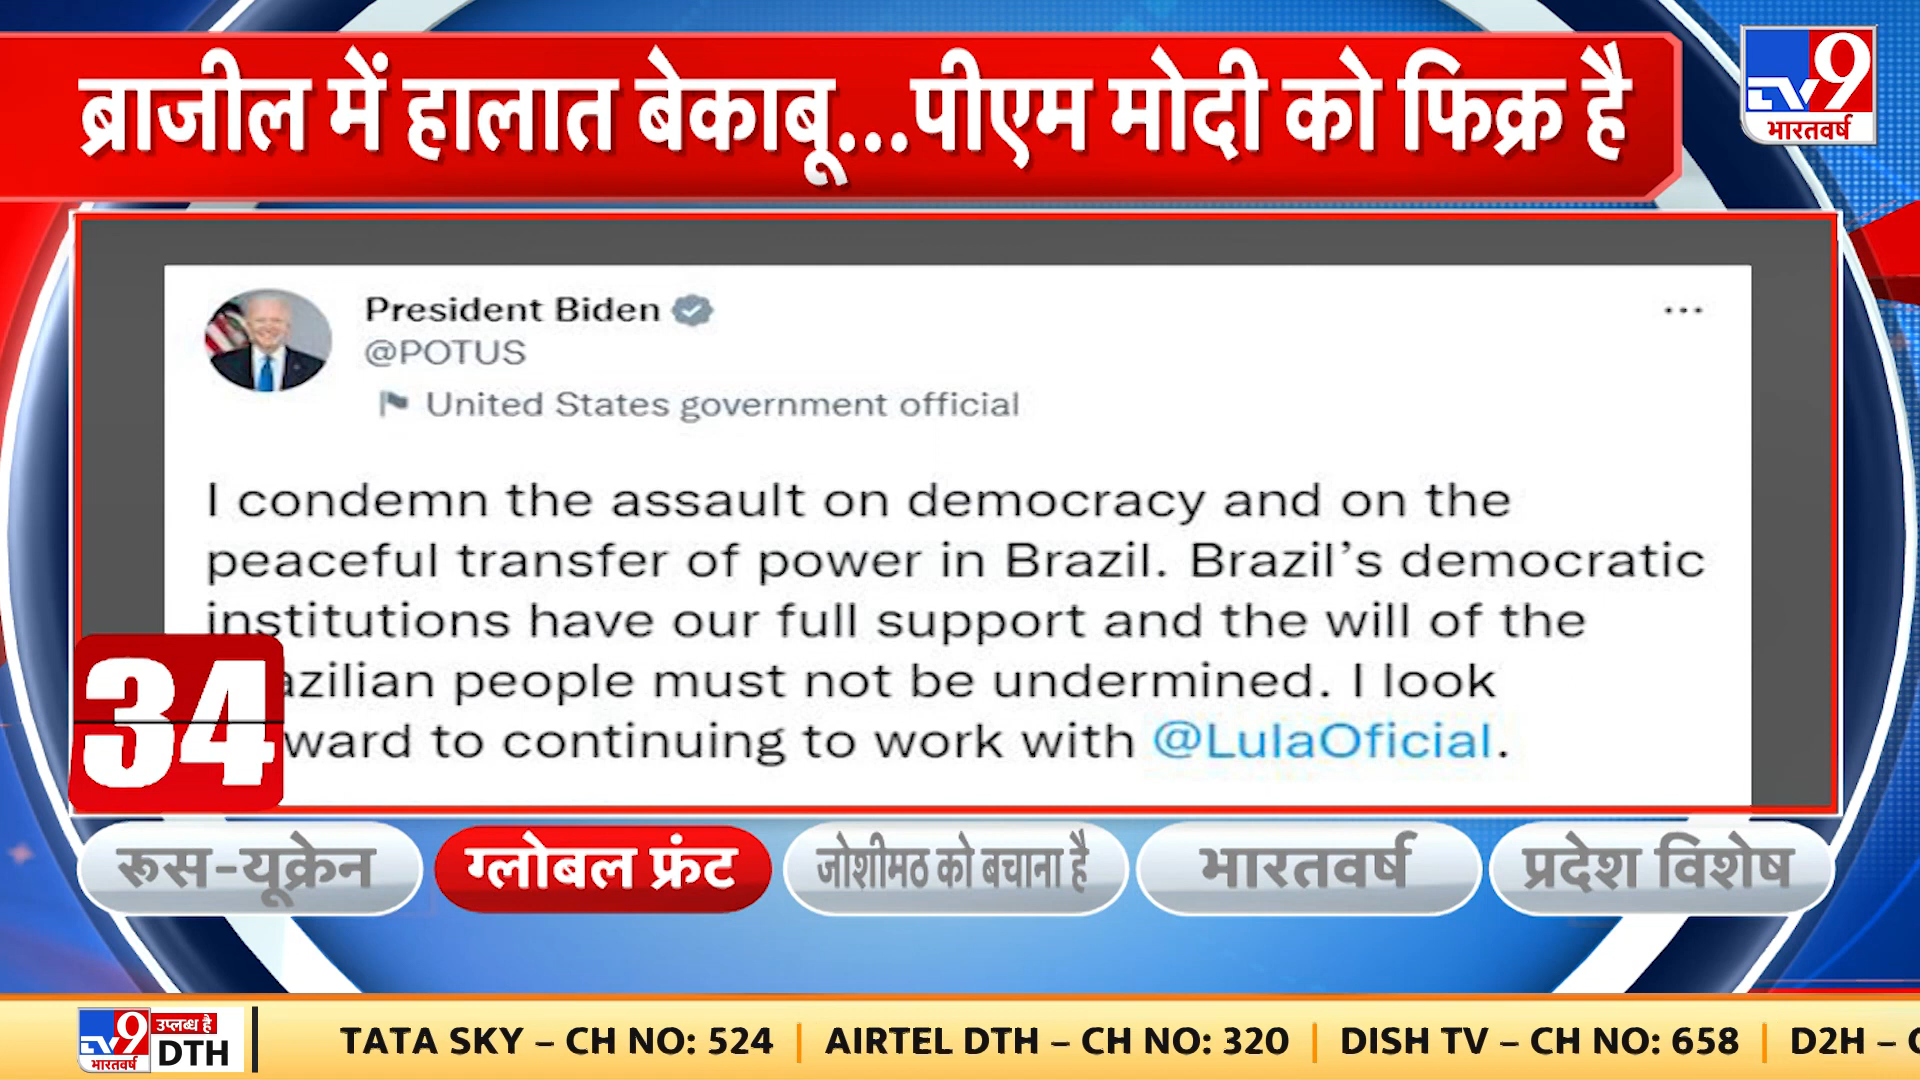 ब्राजील में हालात बेकाबू...पीएम मोदी को फिक्र है
TV9
भारतवर्ष
President Biden
@POTUS
United States government official
I condemn the assault on democracy and on the
peaceful transfer of power in Brazil. Brazil's democratic
institutions have our full support and the will of the
azilian people must not be undermined. I look
ward to continuing to work with @LulaOficial.
34
रूस-यूक्रेन
ग्लोबल फ्रंट
जोशीमठ को बचाना है
भारतवर्ष
प्रदेश विशेष
TV9 भारतवर्ष उप्लब्ध है DTH
TATA SKY – CH NO: 524 | AIRTEL DTH – CH NO: 320 | DISH TV – CH NO: 658 | D2H –